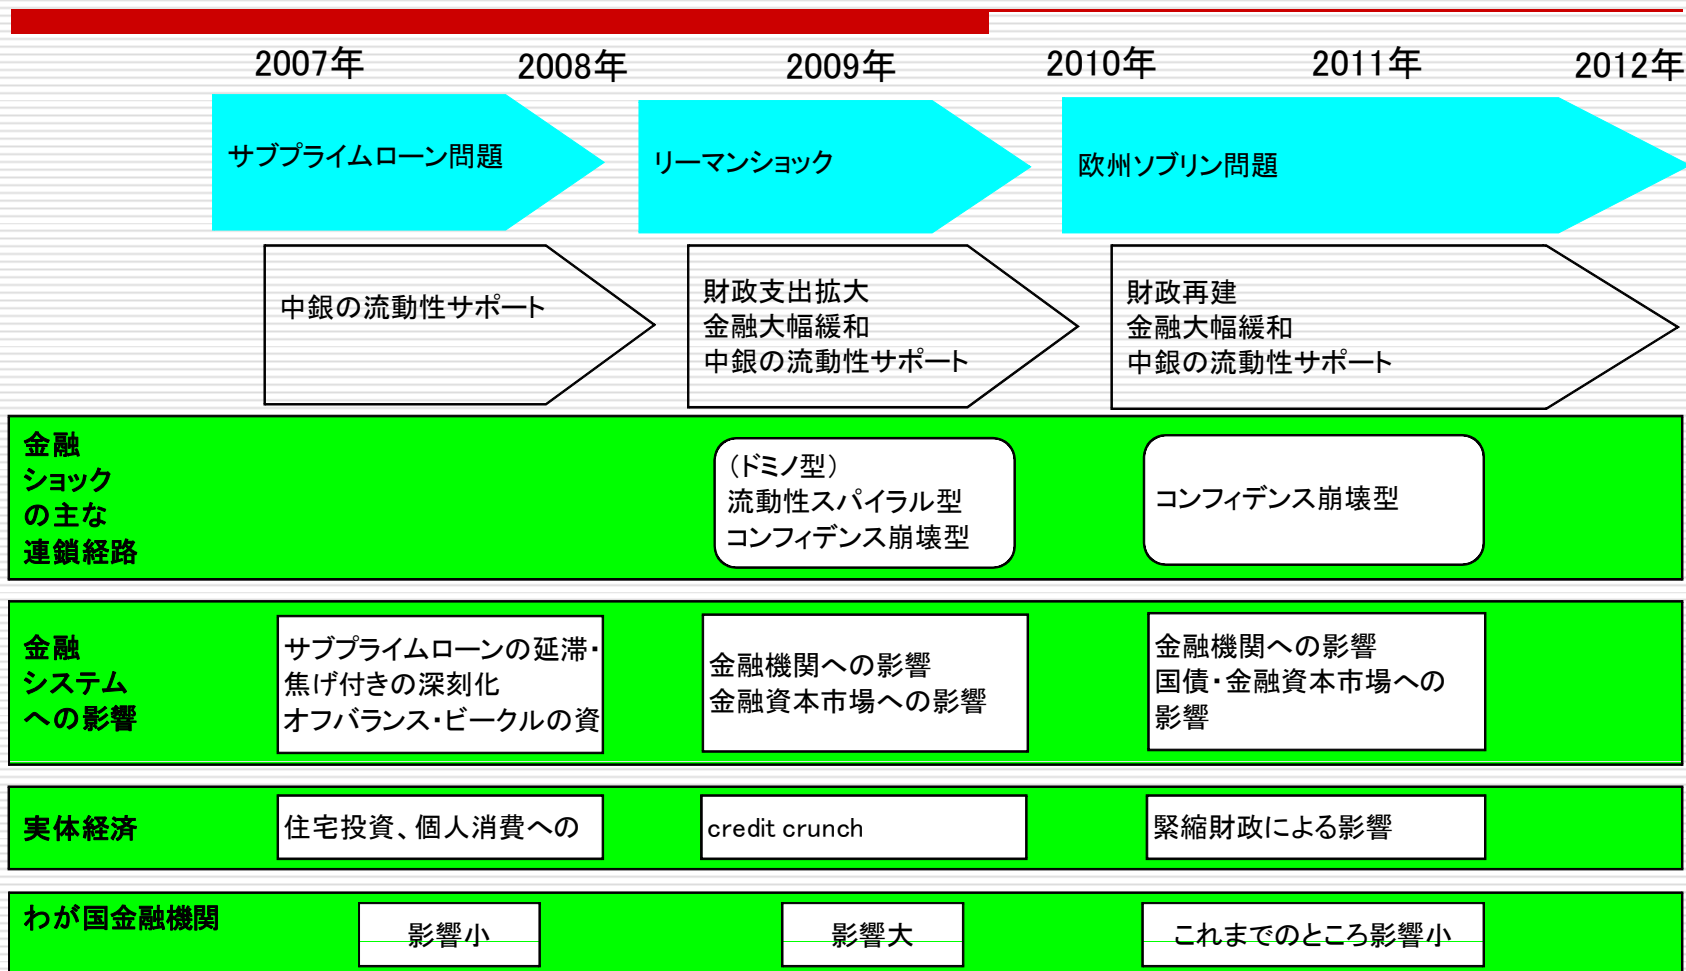 2007年 2008年 2009年 2010年 2011年 2012年
サブプライムローン問題
リーマンショック
欧州ソブリン問題
中銀の流動性サポート
財政支出拡大
金融大幅緩和
中銀の流動性サポート
財政再建
金融大幅緩和
中銀の流動性サポート
金融
ショック
の主な
連鎖経路
（ドミノ型）
流動性スパイラル型
コンフィデンス崩壊型
コンフィデンス崩壊型
金融
システム
への影響
サブプライムローンの延滞・
焦げ付きの深刻化
オフバランス・ビークルの資
金融機関への影響
金融資本市場への影響
金融機関への影響
国債・金融資本市場への
影響
実体経済
住宅投資、個人消費への
credit crunch
緊縮財政による影響
わが国金融機関
影響小
影響大
これまでのところ影響小